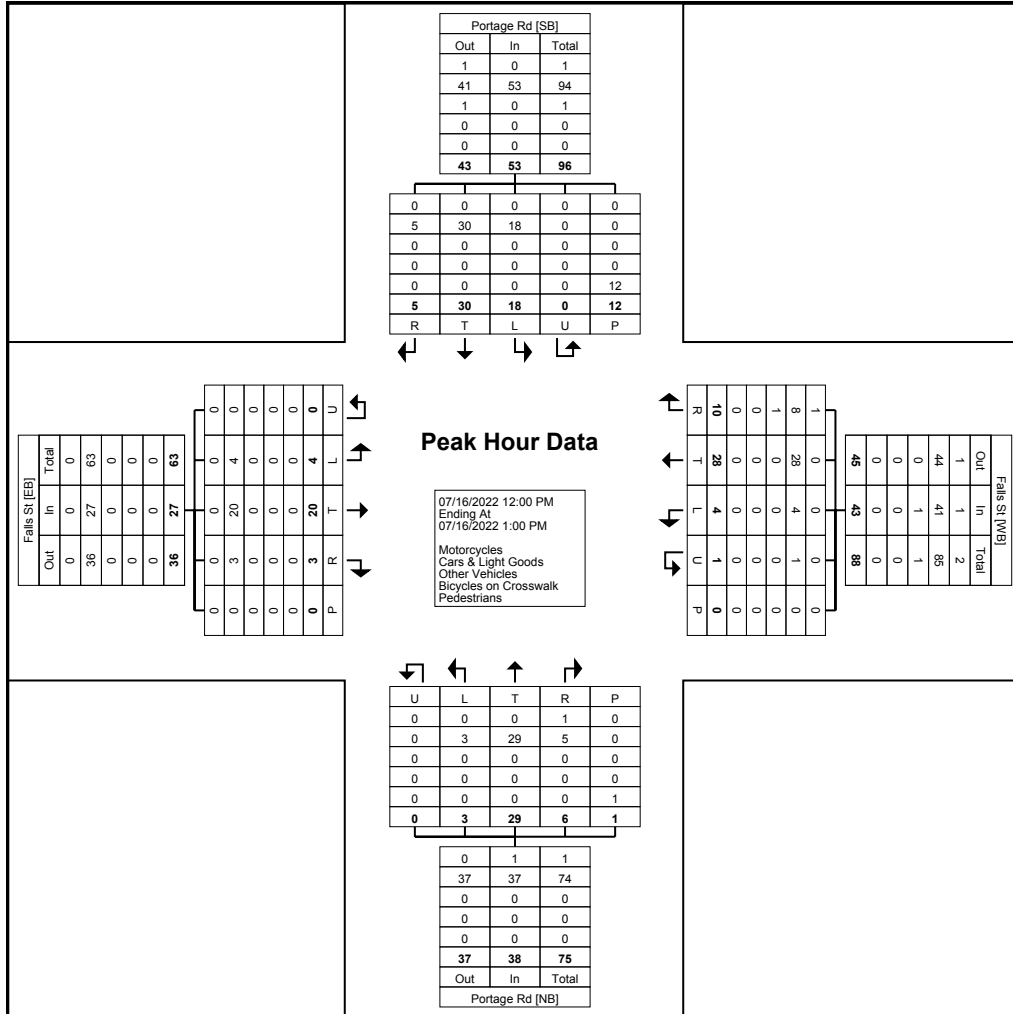 Portage Rd [SB]
Out In Total
1 0 1
41 53 94
1 0 1
0 0 0
0 0 0
43 53 96
0 0 0 0 0
5 30 18 0 0
0 0 0 0 0
0 0 0 0 0
0 0 0 0 12
5 30 18 0 12
R T L U P
Falls St [EB]
Total In Out
0 0 0
63 27 36
0 0 0
0 0 0
0 0 0
63 27 36
0 0 0 0 0
0 4 20 3 0
0 0 0 0 0
0 0 0 0 0
0 0 0 0 0
0 4 20 3 0
U L T R P
Peak Hour Data
07/16/2022 12:00 PM
Ending At
07/16/2022 1:00 PM
Motorcycles
Cars & Light Goods
Other Vehicles
Bicycles on Crosswalk
Pedestrians
Falls St [WB]
Out In Total
1 1 2
44 41 85
0 1 1
0 0 0
0 0 0
45 43 88
1 0 0 0 0
8 28 4 1 0
1 0 0 0 0
0 0 0 0 0
0 0 0 0 0
10 28 4 1 0
R T L U P
U L T R P
0 0 0 1 0
0 3 29 5 0
0 0 0 0 0
0 0 0 0 0
0 0 0 0 1
0 3 29 6 1
0 1 1
37 37 74
0 0 0
0 0 0
0 0 0
37 38 75
Out In Total
Portage Rd [NB]